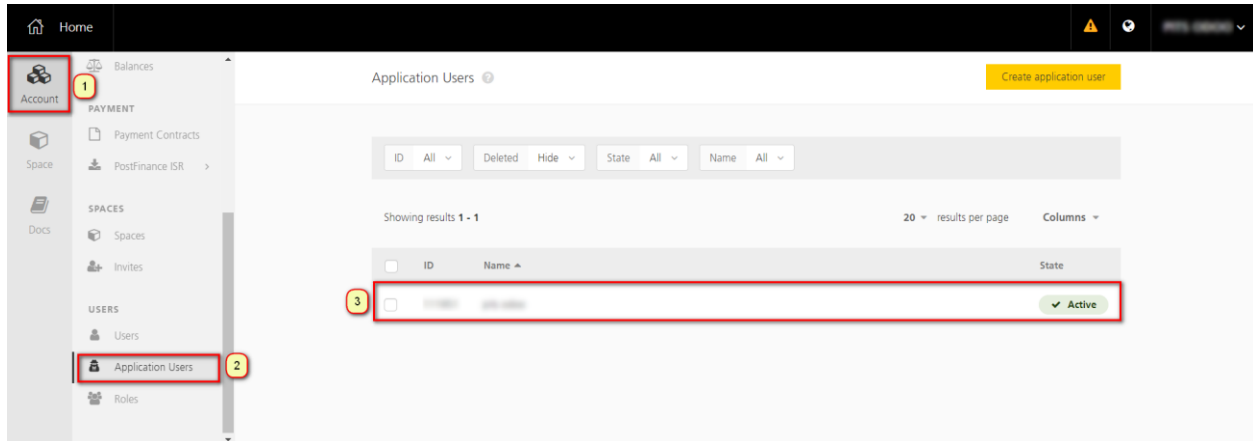 Home
Account
1
Space
Docs
Balances
PAYMENT
Payment Contracts
PostFinance ISR >
SPACES
Spaces
Invites
USERS
Users
Application Users
2
Roles
Application Users ?
Create application user
ID All Deleted Hide State All Name All
Showing results 1 - 1 20 results per page Columns
ID Name State
3
Active